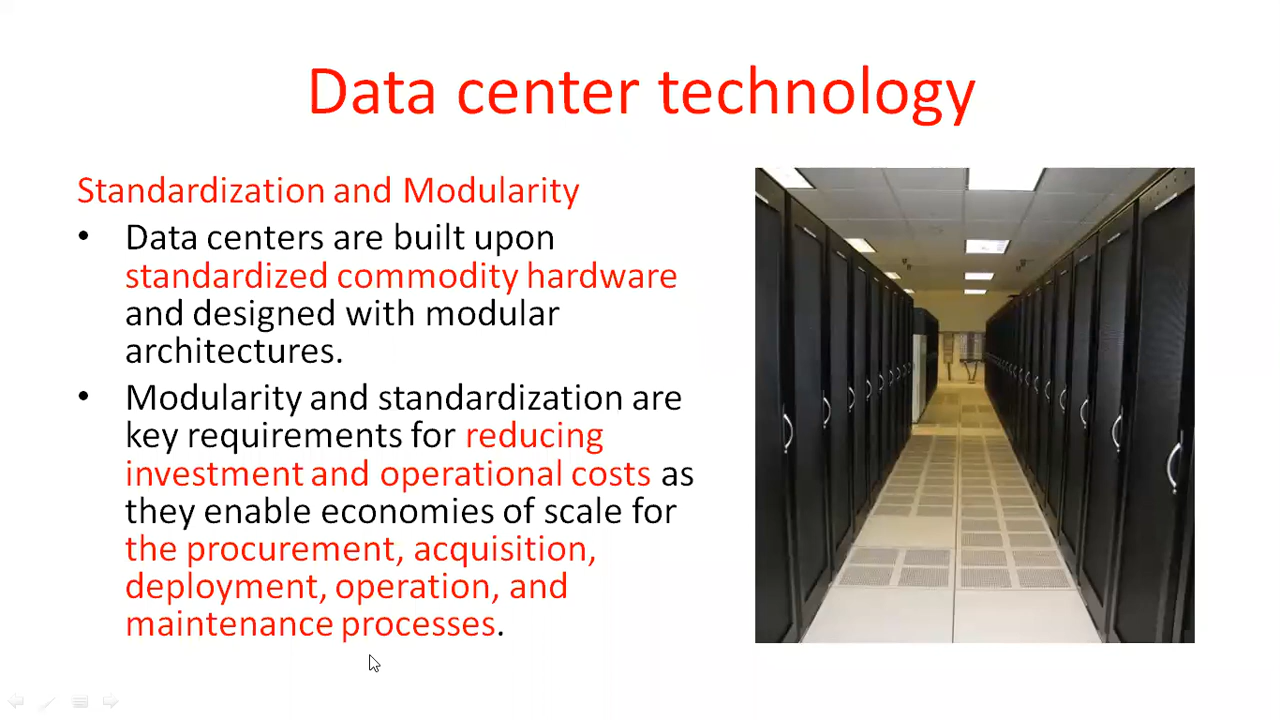 Data center technology
Standardization and Modularity
• Data centers are built upon
standardized commodity hardware
and designed with modular
architectures.
• Modularity and standardization are
key requirements for reducing
investment and operational costs as
they enable economies of scale for
the procurement, acquisition,
deployment, operation, and
maintenance processes.